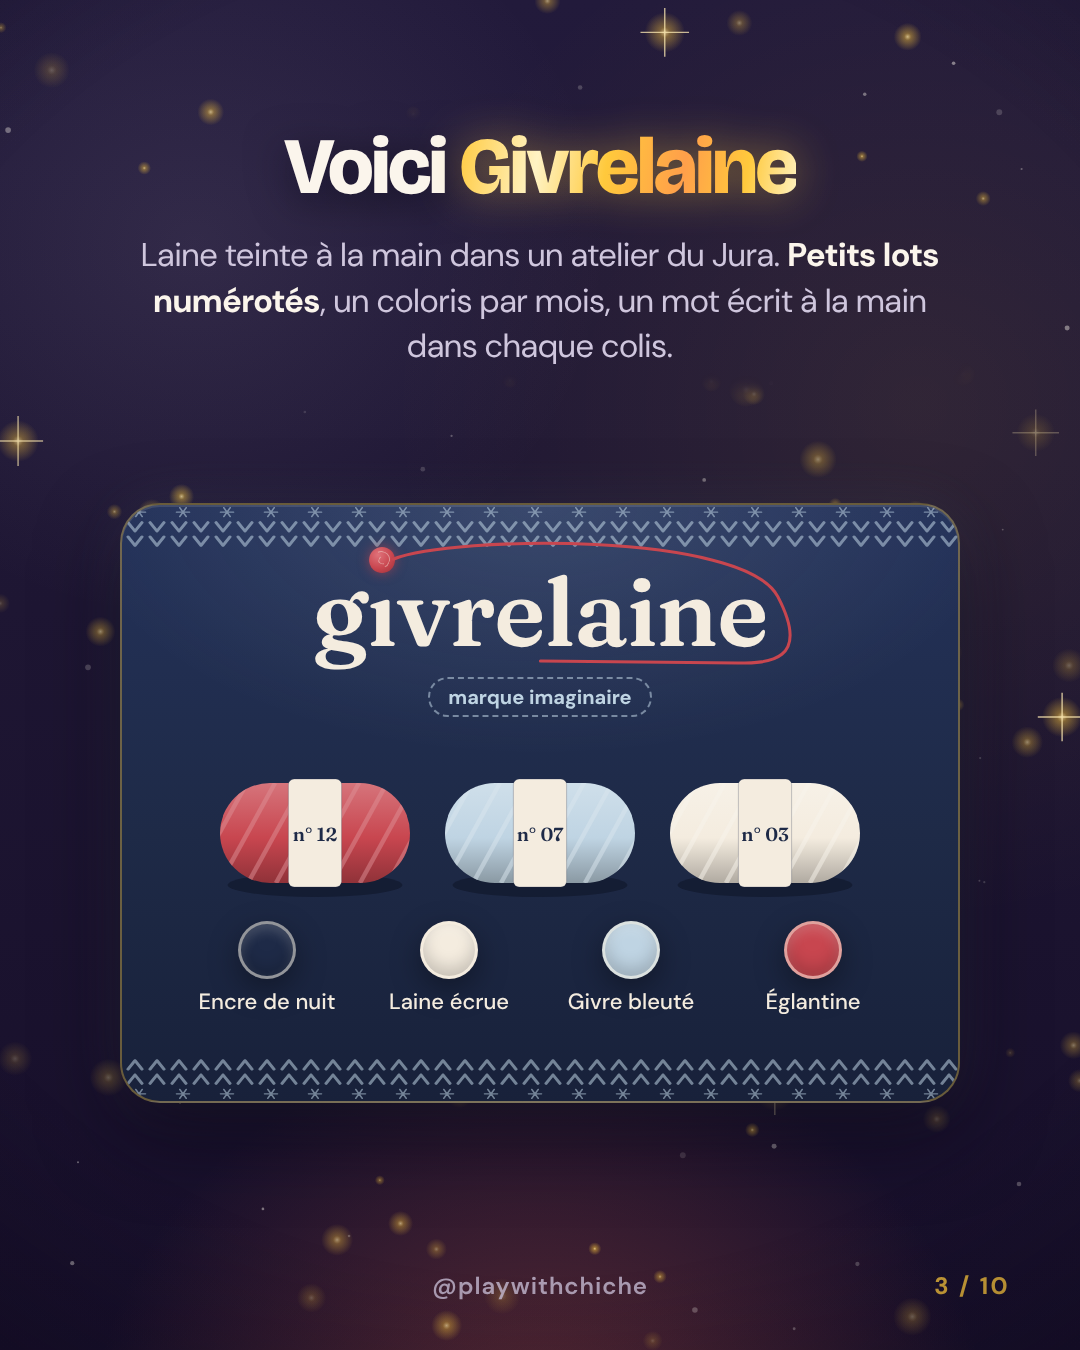 Voici Givrelaine
Laine teinte à la main dans un atelier du Jura. Petits lots
numérotés, un coloris par mois, un mot écrit à la main
dans chaque colis.
gıvrelaine
marque imaginaire
n° 12
n° 07
n° 03
Encre de nuit
Laine écrue
Givre bleuté
Églantine
@playwithchiche
3 / 10